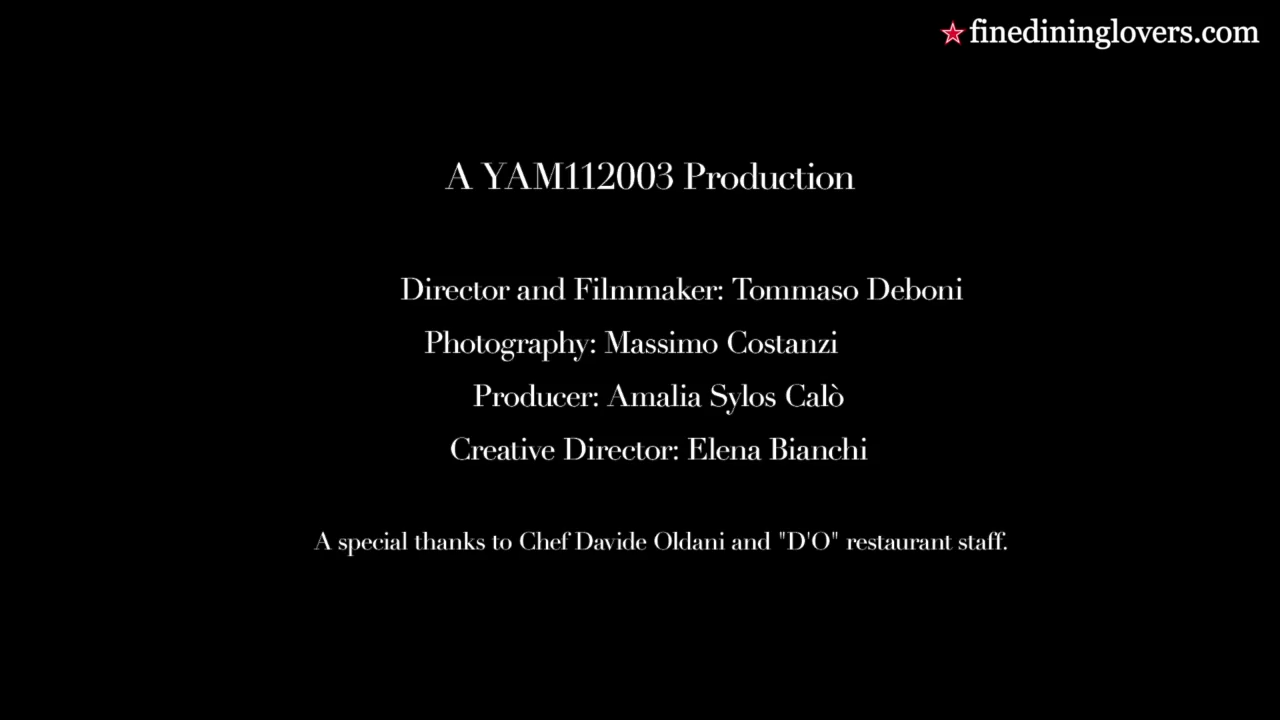 finedininglovers.com
A YAM112003 Production
Director and Filmmaker: Tommaso Deboni
Photography: Massimo Costanzi
Producer: Amalia Sylos Calò
Creative Director: Elena Bianchi
A special thanks to Chef Davide Oldani and "D'O" restaurant staff.